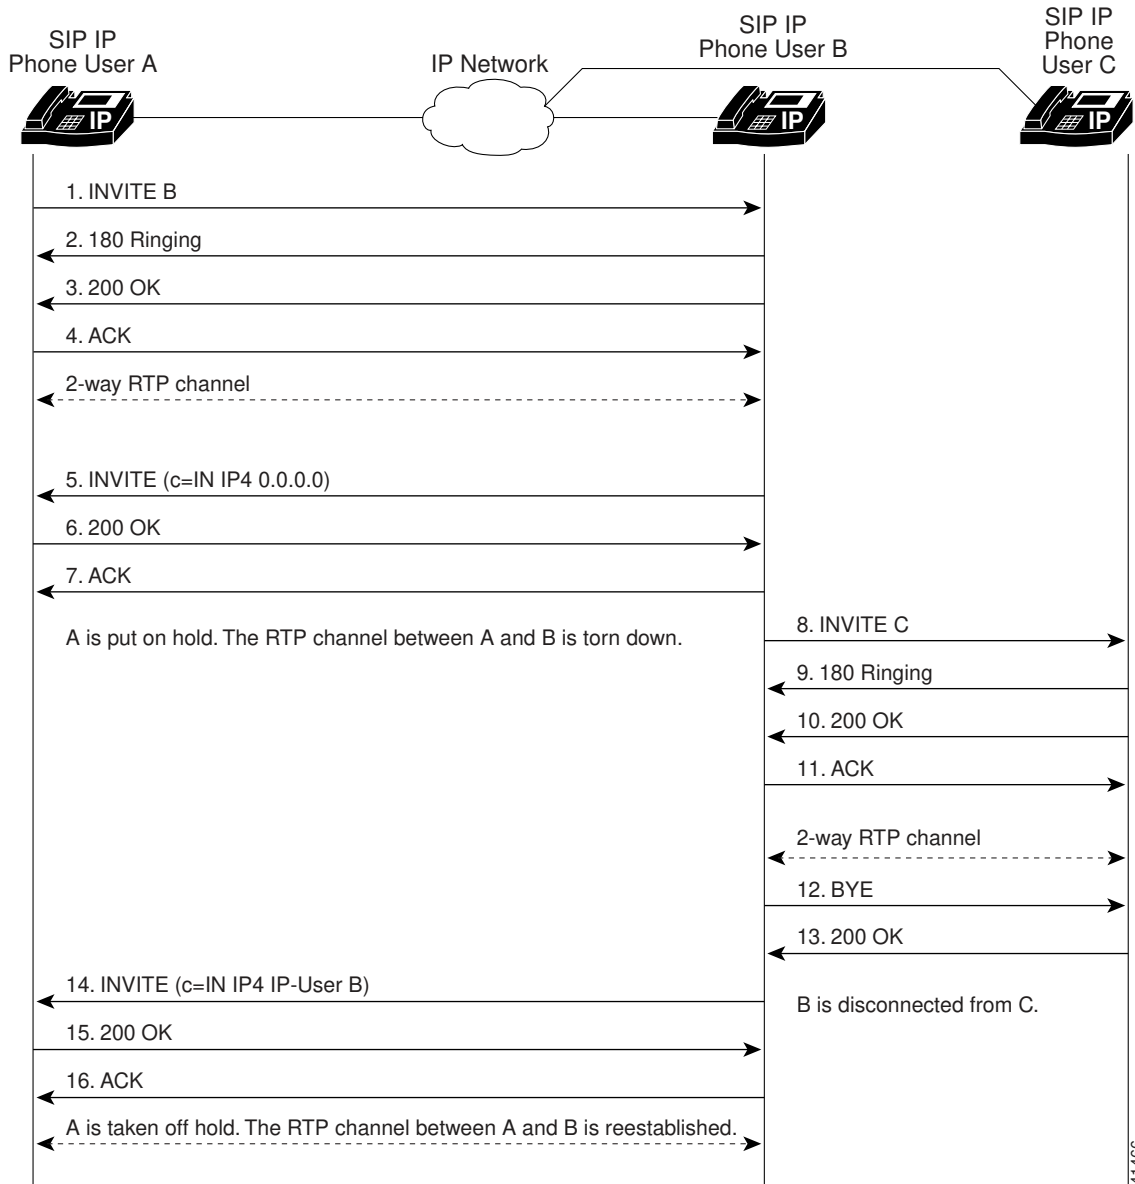 SIP IP
Phone User A
IP Network
SIP IP
Phone User B
SIP IP
Phone
User C
IP
IP
IP
1. INVITE B
2. 180 Ringing
3. 200 OK
4. ACK
2-way RTP channel
5. INVITE (c=IN IP4 0.0.0.0)
6. 200 OK
7. ACK
A is put on hold. The RTP channel between A and B is torn down.
8. INVITE C
9. 180 Ringing
10. 200 OK
11. ACK
2-way RTP channel
12. BYE
13. 200 OK
14. INVITE (c=IN IP4 IP-User B)
B is disconnected from C.
15. 200 OK
16. ACK
A is taken off hold. The RTP channel between A and B is reestablished.